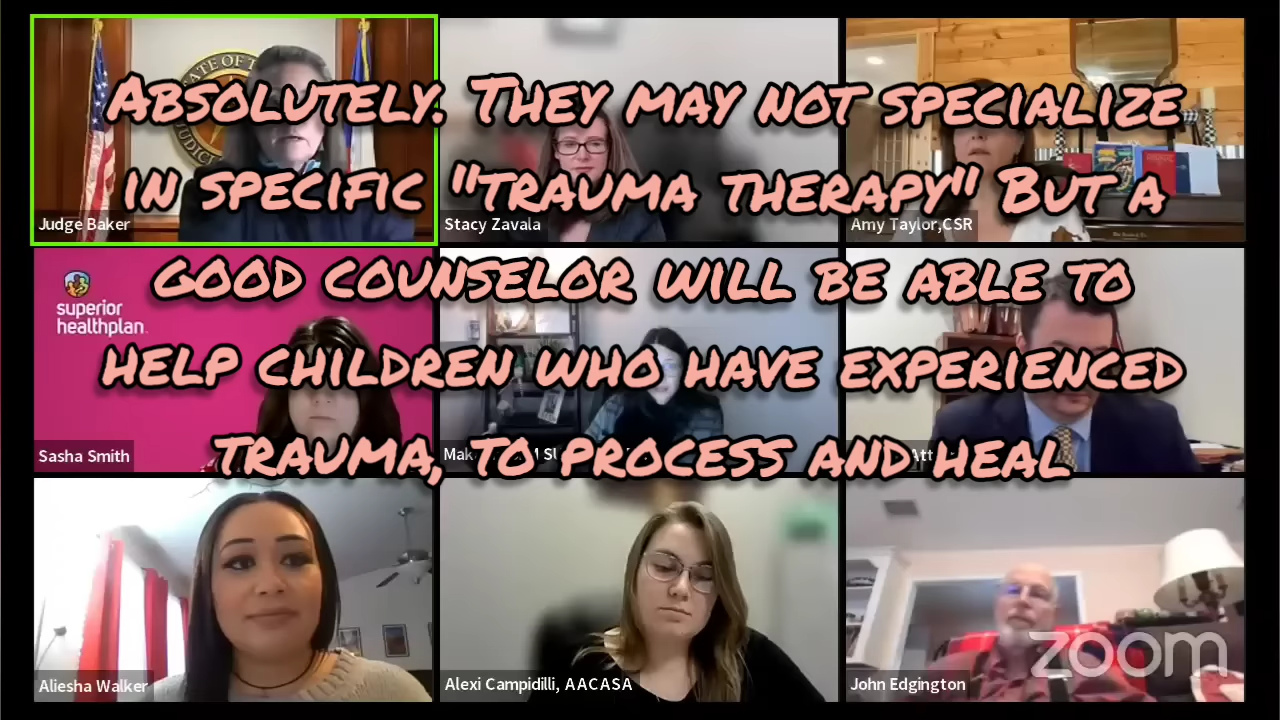 ABSOLUTELY. THEY MAY NOT SPECIALIZE
IN SPECIFIC "TRAUMA THERAPY" BUT A
GOOD COUNSELOR WILL BE ABLE TO
HELP CHILDREN WHO HAVE EXPERIENCED
TRAUMA, TO PROCESS AND HEAL
Judge Baker
Stacy Zavala
Amy Taylor,CSR
superior
healthplan
Sasha Smith
Aliesha Walker
Alexi Campidilli, AACASA
John Edgington
zoom